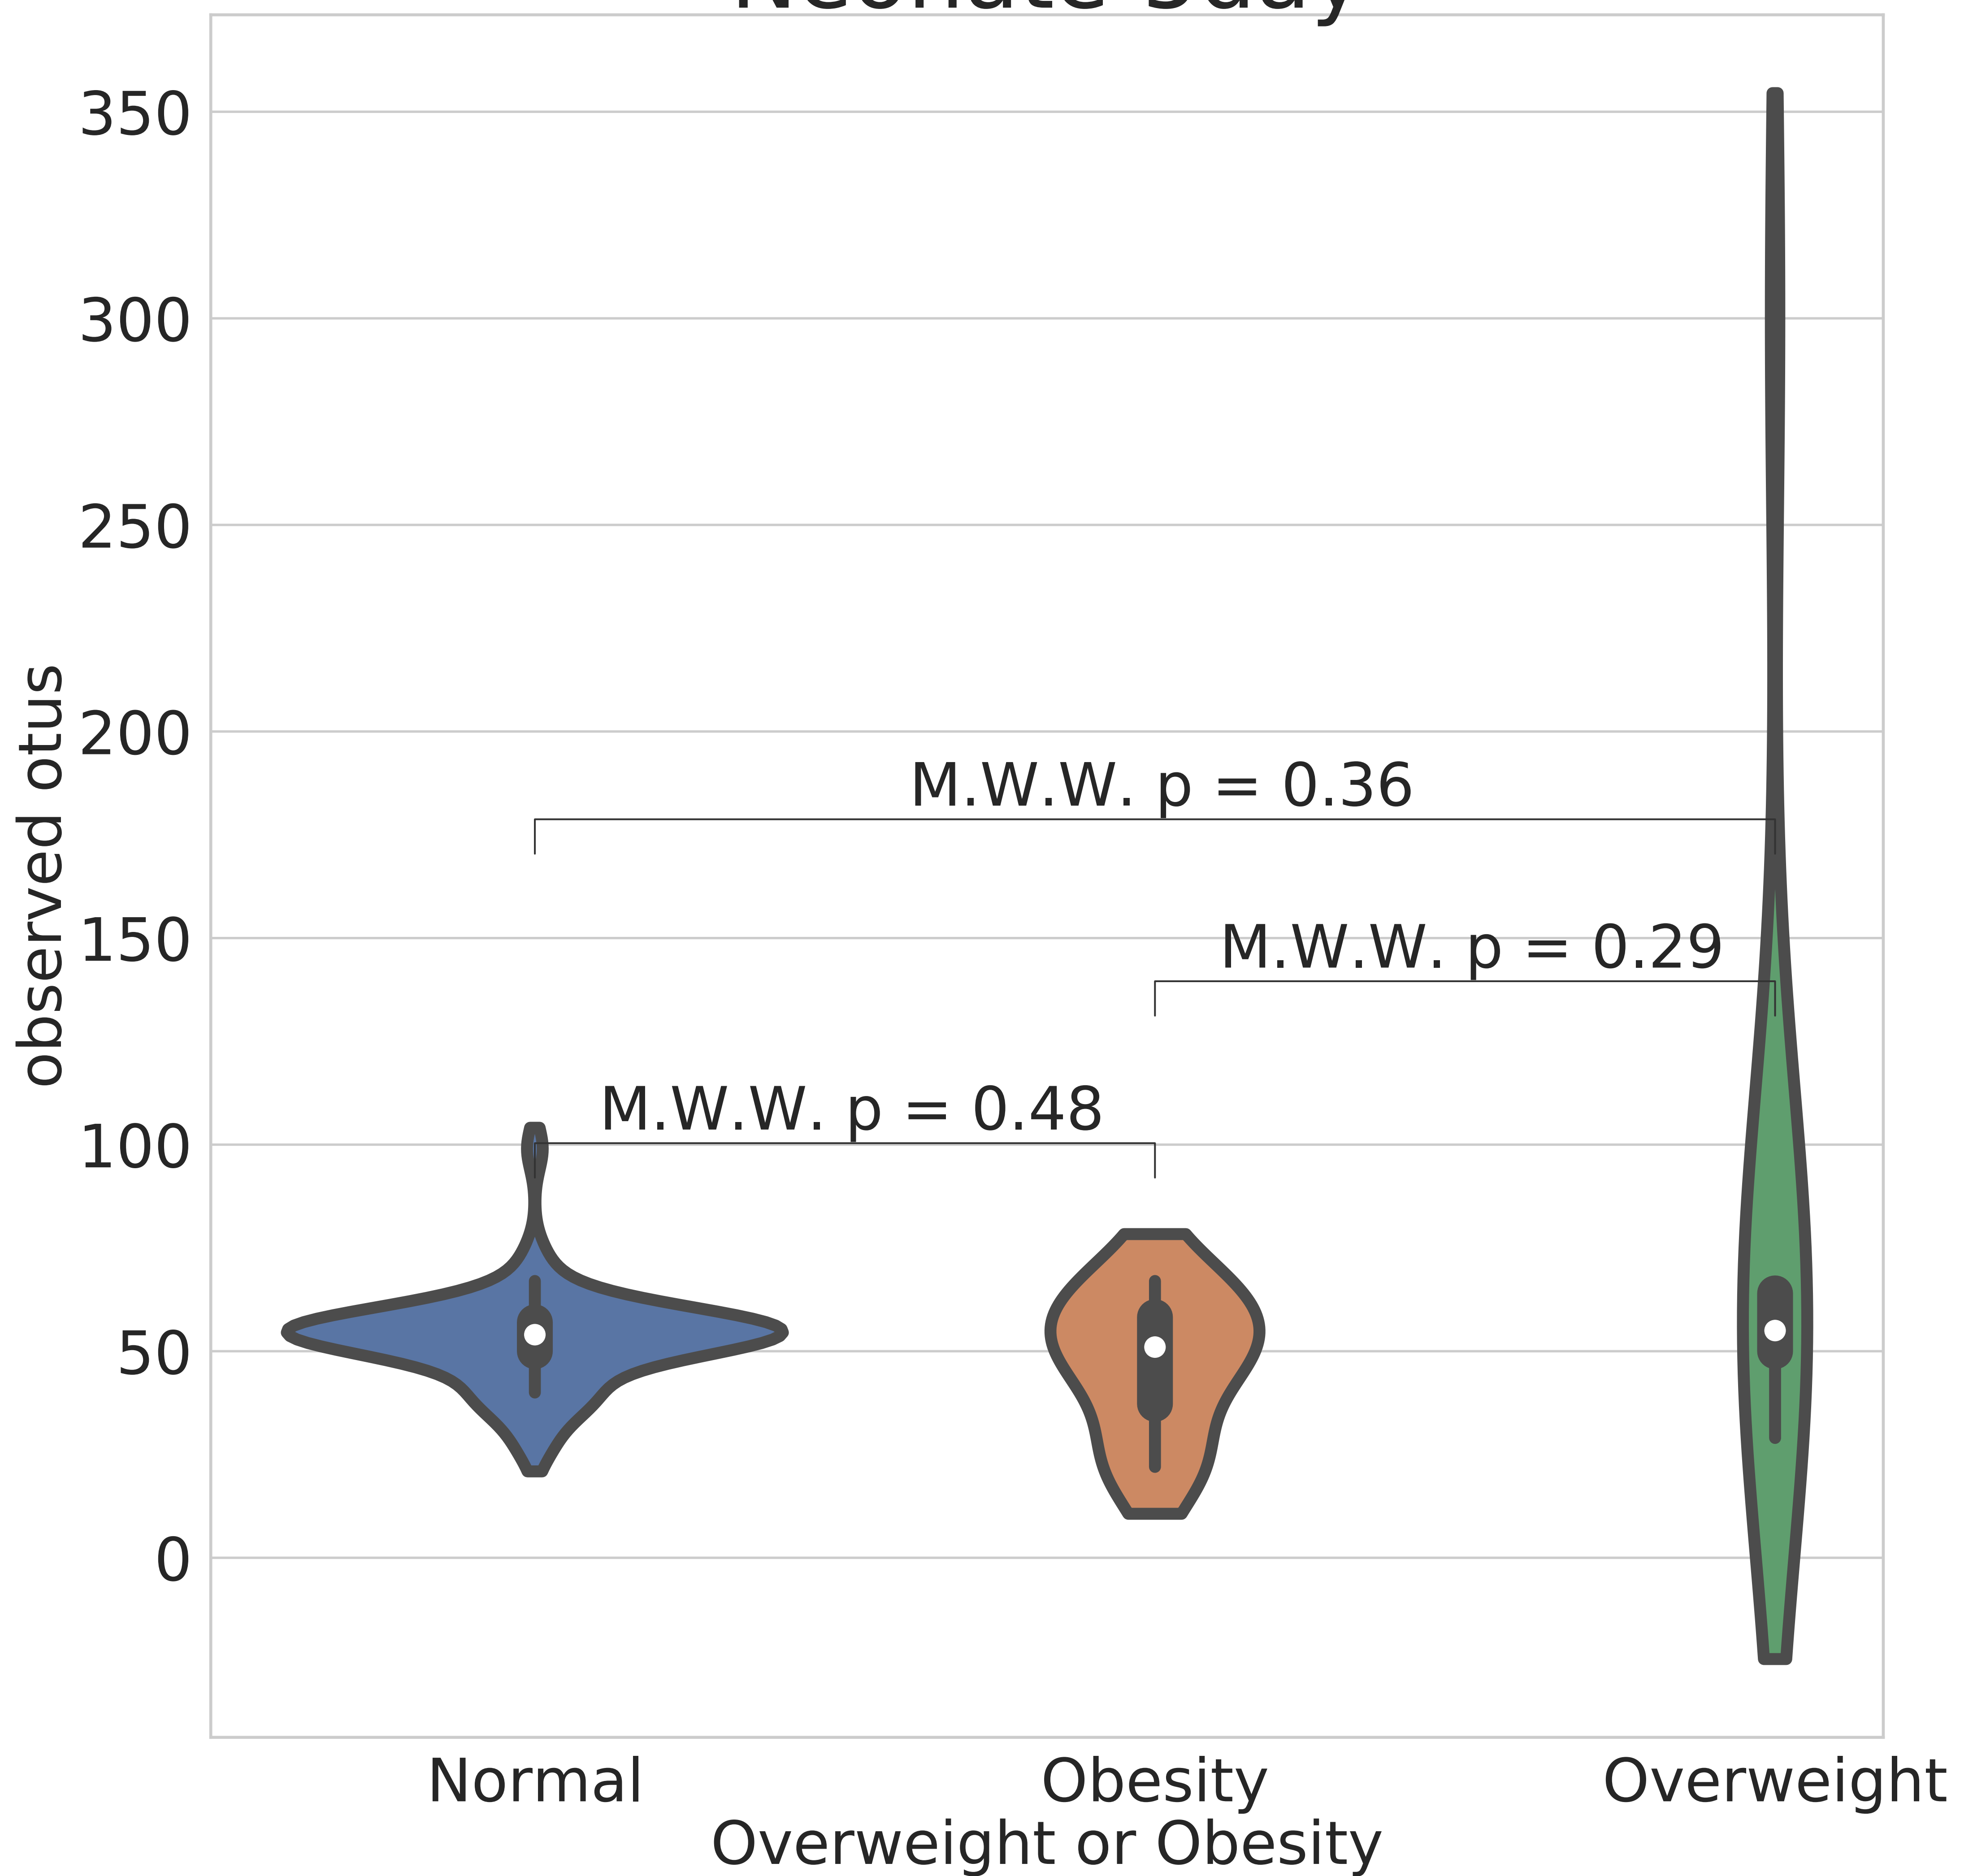 350
300
250
200
150
100
50
0
observed otus
M.W.W. p = 0.36
M.W.W. p = 0.29
M.W.W. p = 0.48
Normal
Obesity
Overweight
Overweight or Obesity